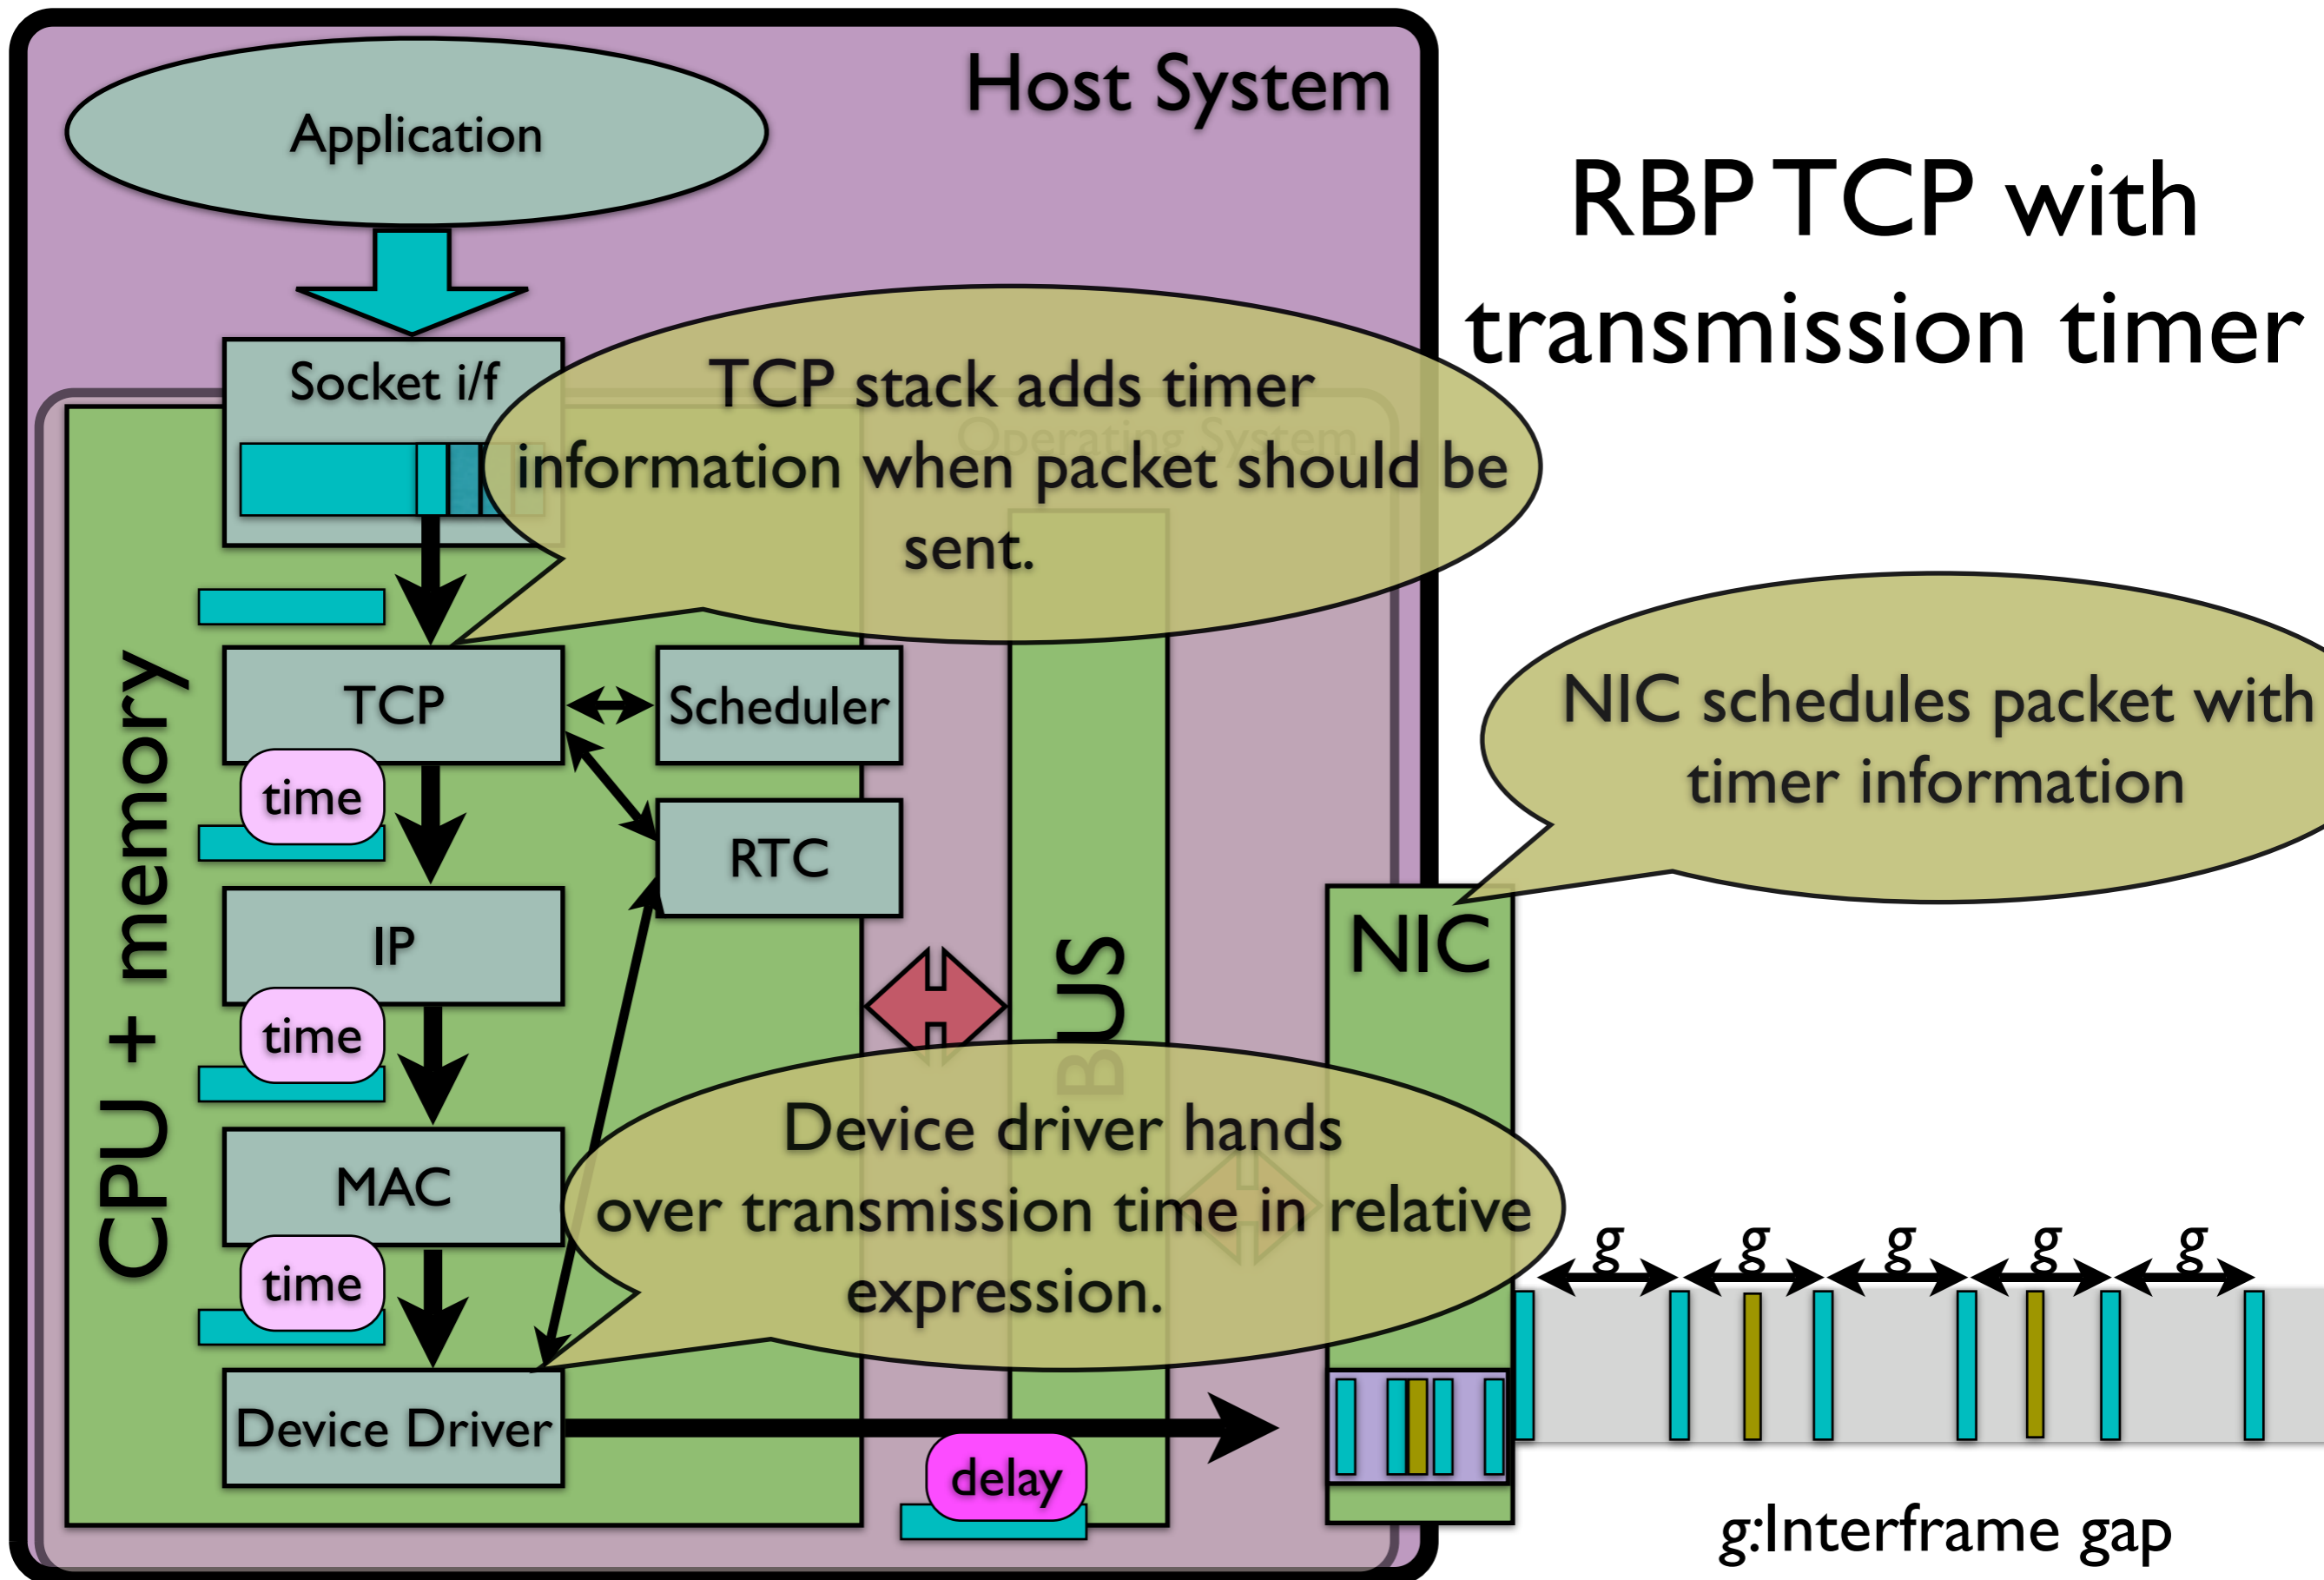 Host System
Application
RBP TCP with
transmission timer
Socket i/f
Operating System
TCP stack adds timer
information when packet should be
sent.
CPU + memory
TCP
Scheduler
time
RTC
IP
time
MAC
time
Device Driver
BUS
NIC
NIC schedules packet with
timer information
Device driver hands
over transmission time in relative
expression.
delay
g
g
g
g
g
g:Interframe gap